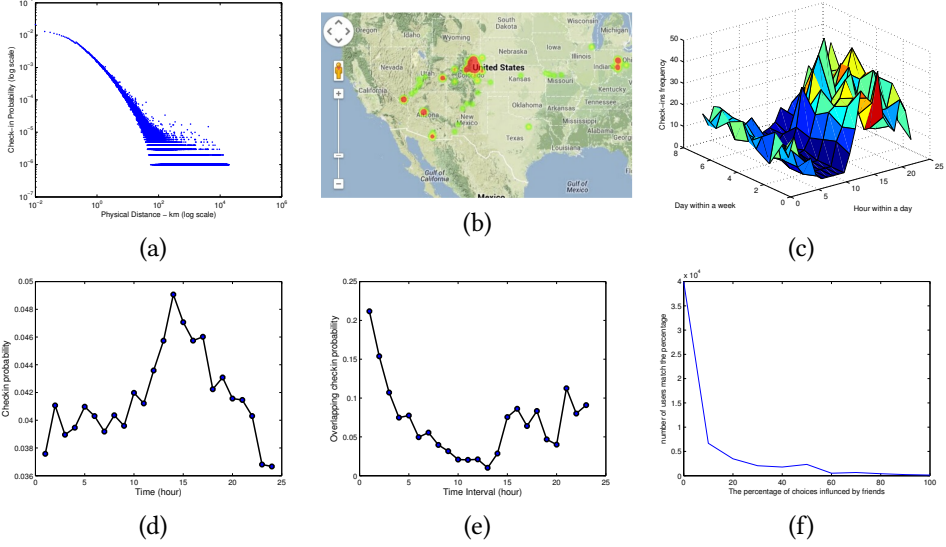 10^-1
10^-2
10^-3
10^-4
10^-5
10^-6
10^-7
Check-in Probability (log scale)
10^-2
10^0
10^2
10^4
10^6
Physical Distance – km (log scale)
(a)
Oregon
Idaho
South Dakota
Wisconsin
Michigan
Wyoming
Nebraska
Iowa
Nevada
Utah
United States
Colorado
Illinois
Indiana
Oh
Kansas
Missouri
Kentucky
California
Arizona
New Mexico
Oklahoma
Arkansas
Tennessee
Mississippi
Alabama
Texas
Louisiana
Georg
Gulf of California
Gulf of Mexico
Mexico
(b)
50
40
30
20
10
0
Check-ins frequency
8
6
4
2
0
Day within a week
0
5
10
15
20
25
Hour within a day
(c)
0.05
0.048
0.046
0.044
0.042
0.04
0.038
0.036
Checkin probability
0
5
10
15
20
25
Time (hour)
(d)
0.25
0.2
0.15
0.1
0.05
0
Overlapping checkin probability
0
5
10
15
20
25
Time Interval (hour)
(e)
x 10^4
4
3.5
3
2.5
2
1.5
1
0.5
0
number of users match the percentage
0
20
40
60
80
100
The percentage of choices influnced by friends
(f)